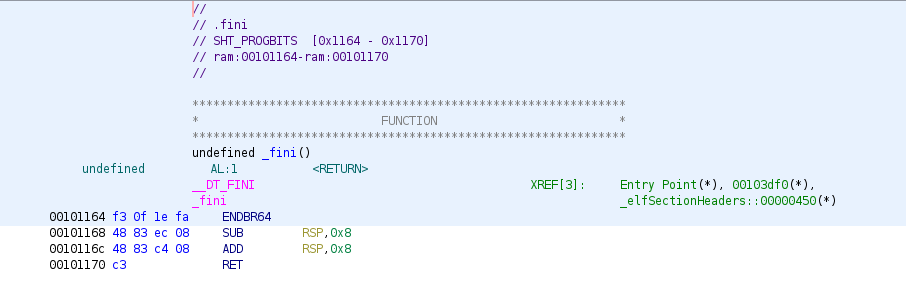 //
// .fini
// SHT_PROGBITS  [0x1164 - 0x1170]
// ram:00101164-ram:00101170
//
**************************************************************
*                          FUNCTION                          *
**************************************************************
undefined _fini()
undefined AL:1 <RETURN>
__DT_FINI XREF[3]: Entry Point(*), 00103df0(*),
_fini _elfSectionHeaders::00000450(*)
00101164 f3 0f 1e fa ENDBR64
00101168 48 83 ec 08 SUB RSP,0x8
0010116c 48 83 c4 08 ADD RSP,0x8
00101170 c3 RET